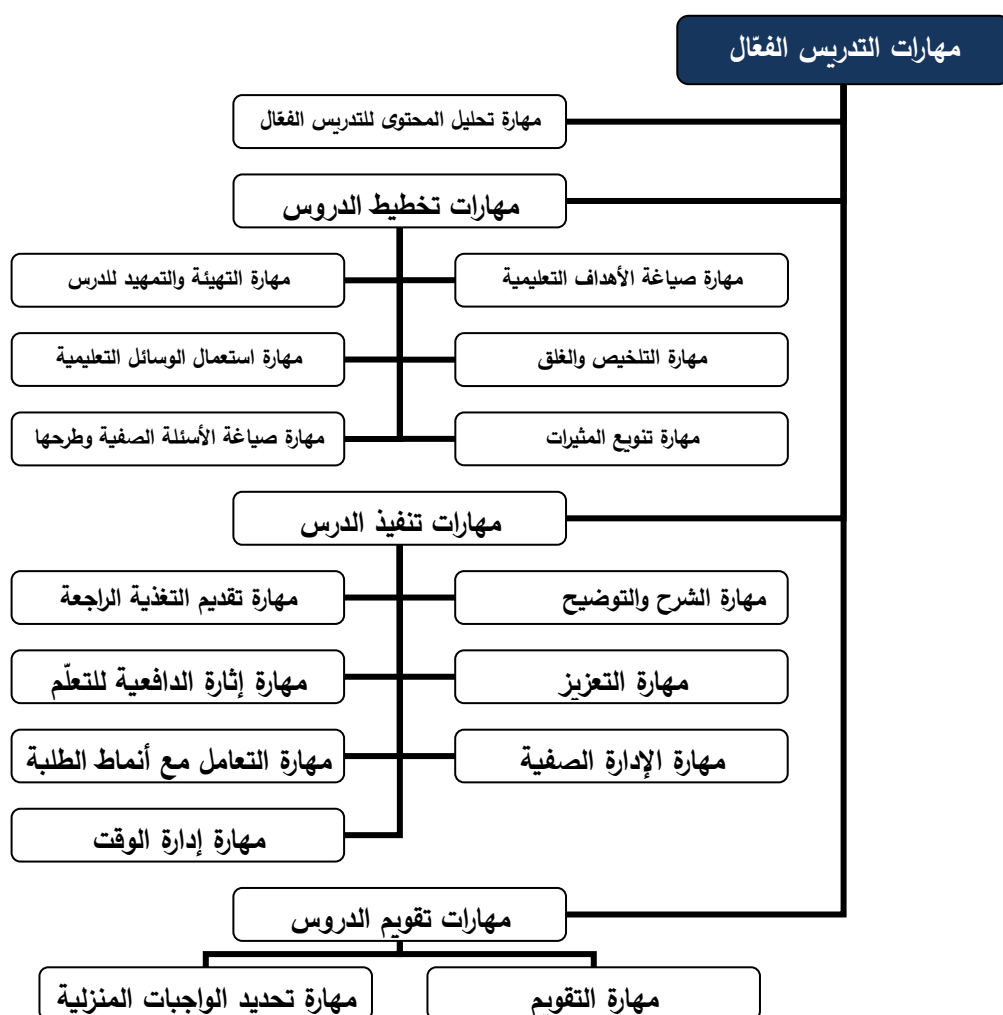 مهارات التدريس الفعّال
مهارة تحليل المحتوى للتدريس الفعّال
مهارات تخطيط الدروس
مهارة صياغة الأهداف التعليمية
مهارة التهيئة والتمهيد للدرس
مهارة التلخيص والغلق
مهارة استعمال الوسائل التعليمية
مهارة تنويع المثيرات
مهارة صياغة الأسئلة الصفية وطرحها
مهارات تنفيذ الدرس
مهارة الشرح والتوضيح
مهارة تقديم التغذية الراجعة
مهارة التعزيز
مهارة إثارة الدافعية للتعلّم
مهارة الإدارة الصفية
مهارة التعامل مع أنماط الطلبة
مهارة إدارة الوقت
مهارات تقويم الدروس
مهارة التقويم
مهارة تحديد الواجبات المنزلية